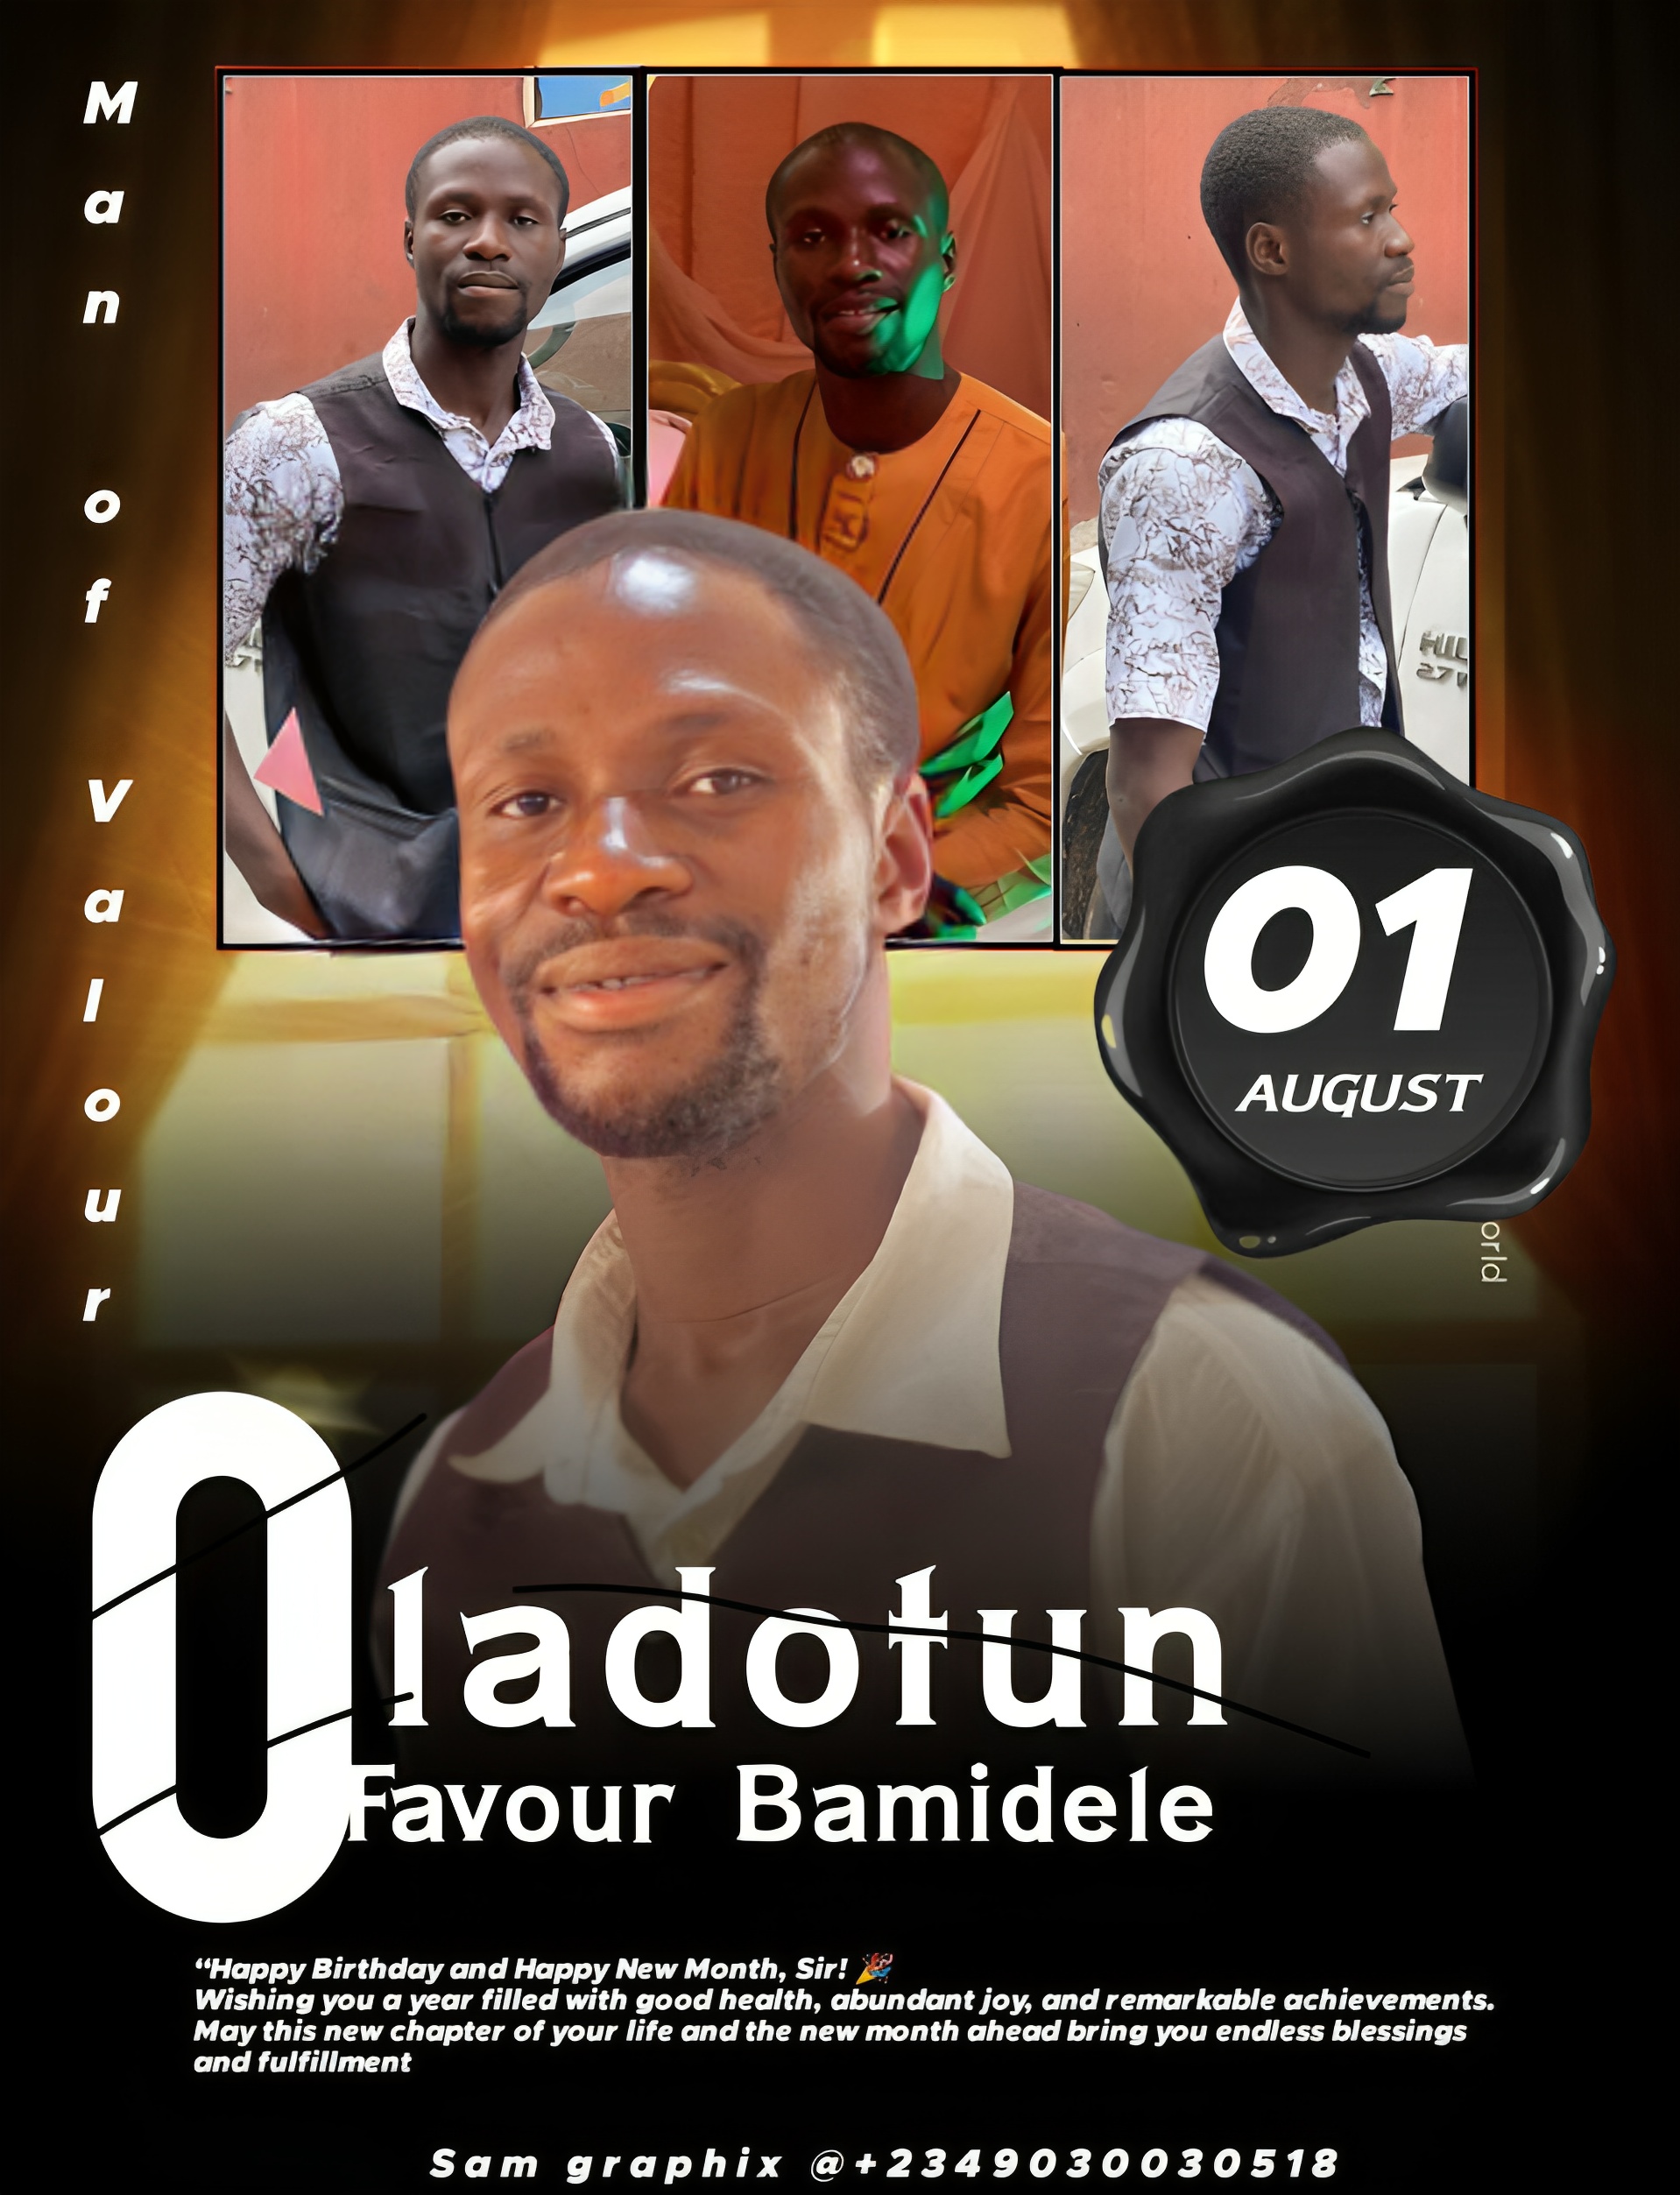 Man of Valour
01
AUGUST
orld
Oladotun
Favour Bamidele
“Happy Birthday and Happy New Month, Sir! 🎉
Wishing you a year filled with good health, abundant joy, and remarkable achievements.
May this new chapter of your life and the new month ahead bring you endless blessings
and fulfillment
Sam graphix @+2349030030518